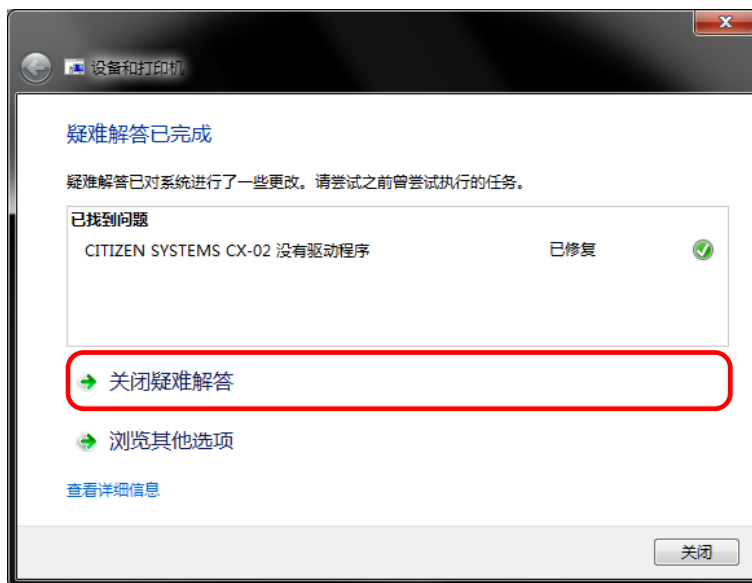 设备和打印机
疑难解答已完成
疑难解答已对系统进行了一些更改。请尝试之前曾尝试执行的任务。
已找到问题
CITIZEN SYSTEMS CX-02 没有驱动程序 已修复
关闭疑难解答
浏览其他选项
查看详细信息
关闭